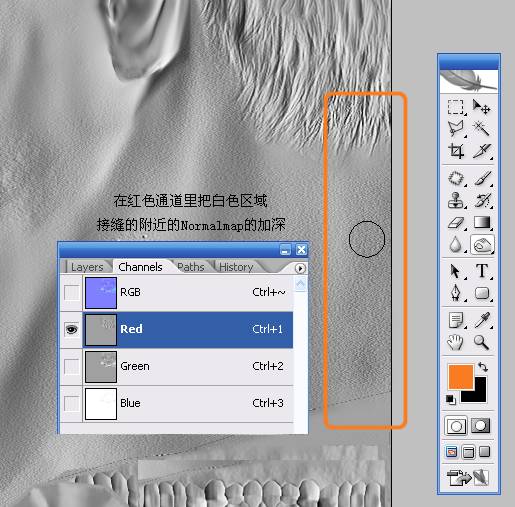 在红色通道里把白色区域
接缝的附近的Normalmap的加深
Layers Channels Paths History
RGB Ctrl+~
Red Ctrl+1
Green Ctrl+2
Blue Ctrl+3
T